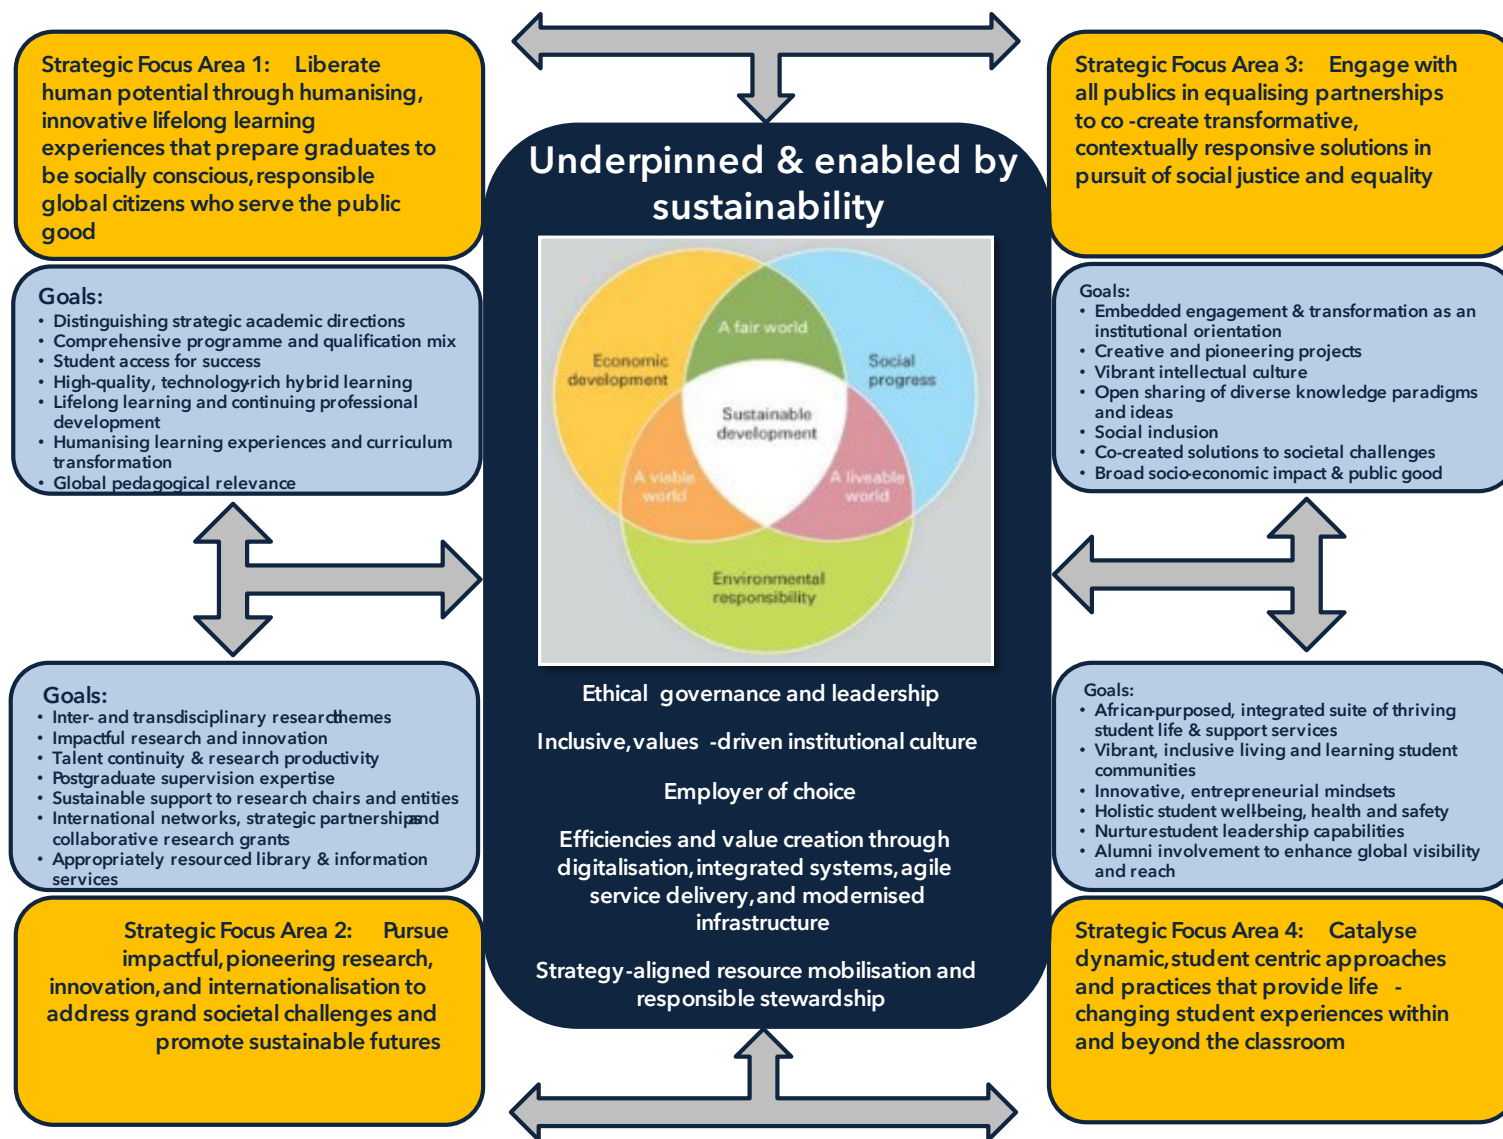 Strategic Focus Area 1: Liberate
human potential through humanising,
innovative lifelong learning
experiences that prepare graduates to
be socially conscious, responsible
global citizens who serve the public
good
Goals:
• Distinguishing strategic academic directions
• Comprehensive programme and qualification mix
• Student access for success
• High-quality, technology-rich hybrid learning
• Lifelong learning and continuing professional
development
• Humanising learning experiences and curriculum
transformation
• Global pedagogical relevance
Goals:
• Inter- and transdisciplinary research themes
• Impactful research and innovation
• Talent continuity & research productivity
• Postgraduate supervision expertise
• Sustainable support to research chairs and entities
• International networks, strategic partnerships and
collaborative research grants
• Appropriately resourced library & information
services
Strategic Focus Area 2: Pursue
impactful, pioneering research,
innovation, and internationalisation to
address grand societal challenges and
promote sustainable futures
Underpinned & enabled by
sustainability
A fair world
Economic
development
Social
progress
Sustainable
development
A viable
world
A liveable
world
Environmental
responsibility
Ethical governance and leadership
Inclusive, values -driven institutional culture
Employer of choice
Efficiencies and value creation through
digitalisation, integrated systems, agile
service delivery, and modernised
infrastructure
Strategy-aligned resource mobilisation and
responsible stewardship
Strategic Focus Area 3: Engage with
all publics in equalising partnerships
to co -create transformative,
contextually responsive solutions in
pursuit of social justice and equality
Goals:
• Embedded engagement & transformation as an
institutional orientation
• Creative and pioneering projects
• Vibrant intellectual culture
• Open sharing of diverse knowledge paradigms
and ideas
• Social inclusion
• Co-created solutions to societal challenges
• Broad socio-economic impact & public good
Goals:
• African-purposed, integrated suite of thriving
student life & support services
• Vibrant, inclusive living and learning student
communities
• Innovative, entrepreneurial mindsets
• Holistic student well-being, health and safety
• Nurture student leadership capabilities
• Alumni involvement to enhance global visibility
and reach
Strategic Focus Area 4: Catalyse
dynamic, student centric approaches
and practices that provide life -
changing student experiences within
and beyond the classroom